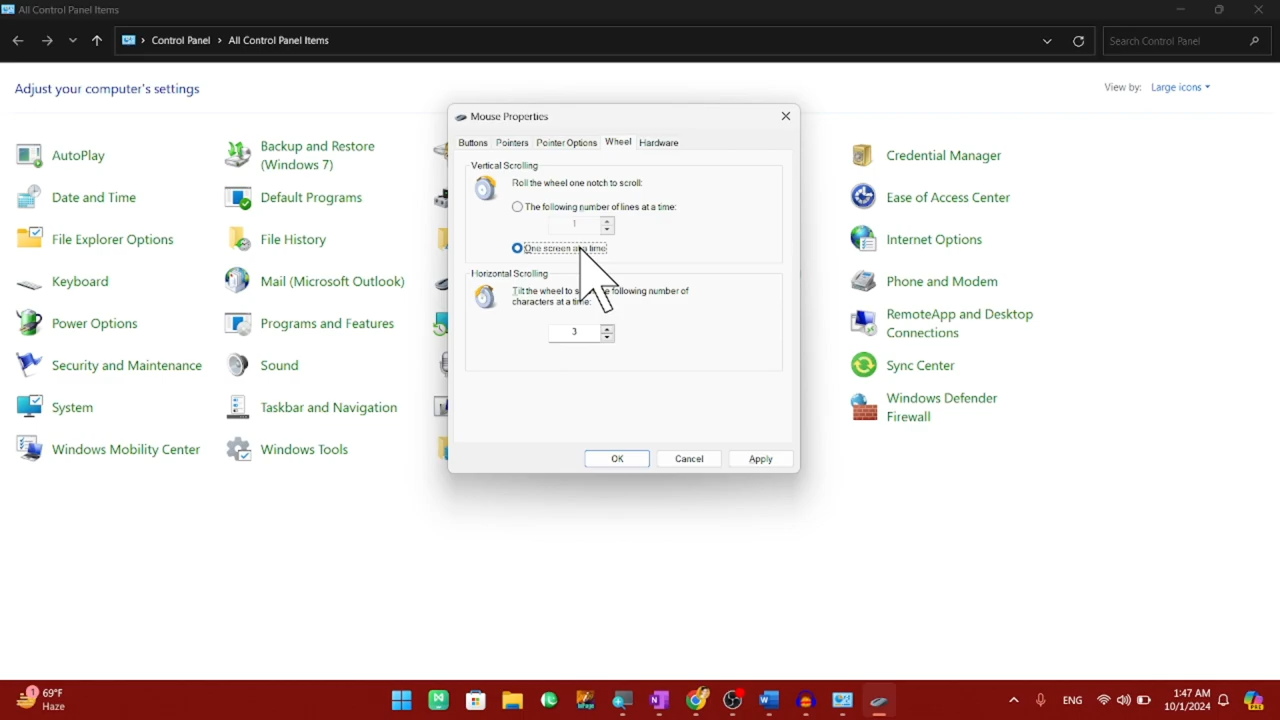 All Control Panel Items
Control Panel > All Control Panel Items
Search Control Panel
Adjust your computer's settings
View by: Large icons
AutoPlay
Backup and Restore
(Windows 7)
Credential Manager
Date and Time
Default Programs
Ease of Access Center
File Explorer Options
File History
Internet Options
Keyboard
Mail (Microsoft Outlook)
Phone and Modem
Power Options
Programs and Features
RemoteApp and Desktop
Connections
Security and Maintenance
Sound
Sync Center
System
Taskbar and Navigation
Windows Defender
Firewall
Windows Mobility Center
Windows Tools
Mouse Properties
Buttons Pointers Pointer Options Wheel Hardware
Vertical Scrolling
Roll the wheel one notch to scroll:
The following number of lines at a time:
1
One screen at a time
Horizontal Scrolling
Tilt the wheel to following number of
characters at a time:
3
OK Cancel Apply
1
69°F
Haze
ENG
1:47 AM
10/1/2024